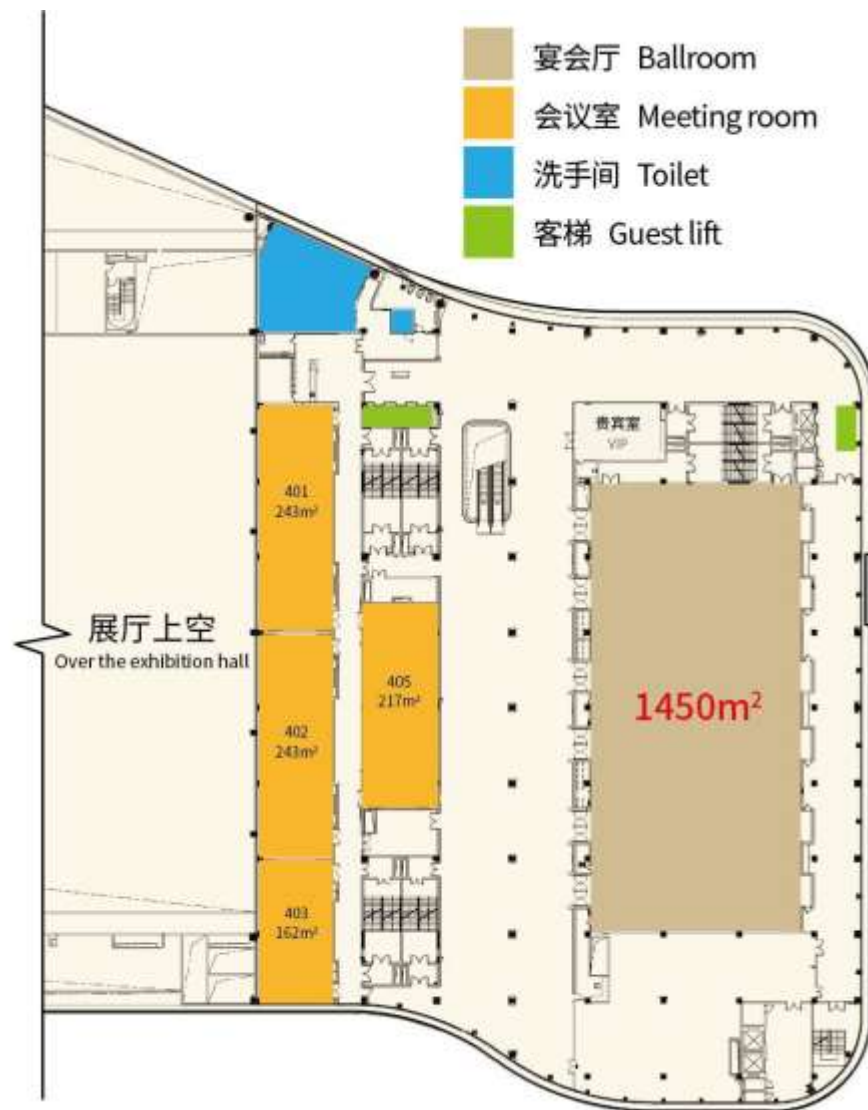 宴会厅 Ballroom
会议室 Meeting room
洗手间 Toilet
客梯 Guest lift
贵宾室
VIP
401
243m²
展厅上空
Over the exhibition hall
405
217m²
402
243m²
1450m²
403
162m²